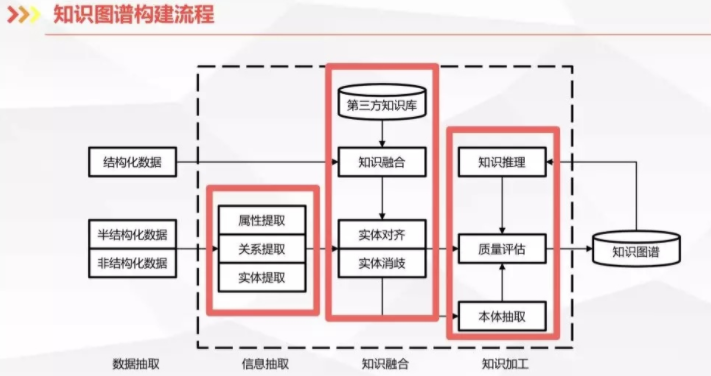 知识图谱构建流程
第三方知识库
结构化数据
知识融合
知识推理
属性提取
半结构化数据
关系提取
实体对齐
质量评估
知识图谱
非结构化数据
实体提取
实体消歧
本体抽取
数据抽取
信息抽取
知识融合
知识加工